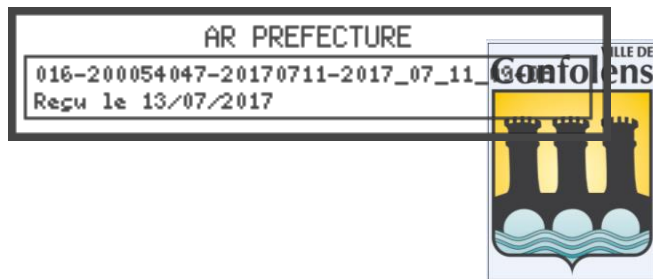 AR PREFECTURE
016-200054047-20170711-2017_07_11_
Reçu le 13/07/2017
VILLE DE
Confolens